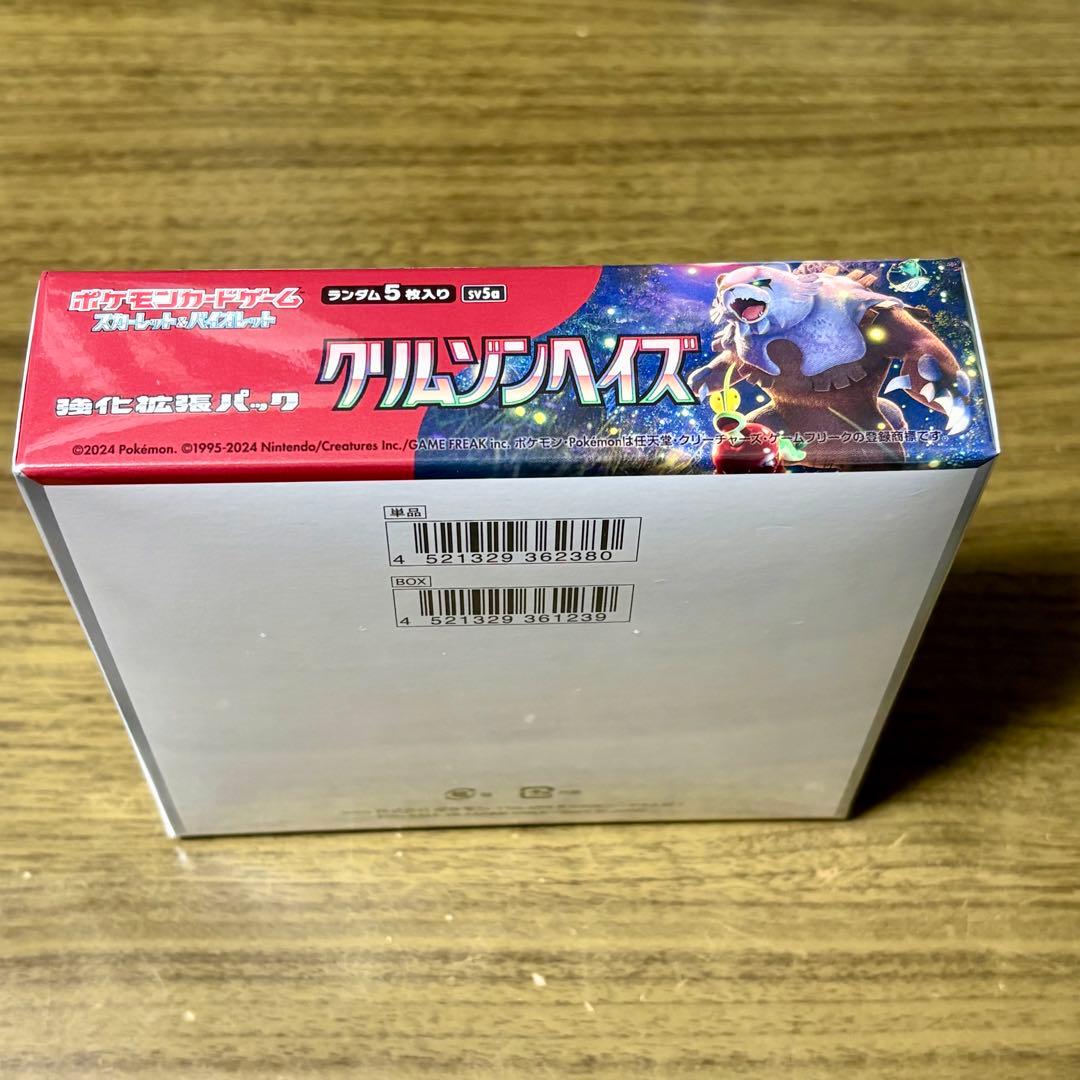 ポケモンカードゲーム
スカーレット&バイオレット
ランダム5枚入り sv5a
強化拡張パック
クリムゾンヘイズ
©2024 Pokémon. ©1995-2024 Nintendo/Creatures Inc./GAME FREAK inc. ポケモン・Pokémonは任天堂・クリーチャーズ・ゲームフリークの登録商標です。
単品
4 521329 362380
BOX
4 521329 361239